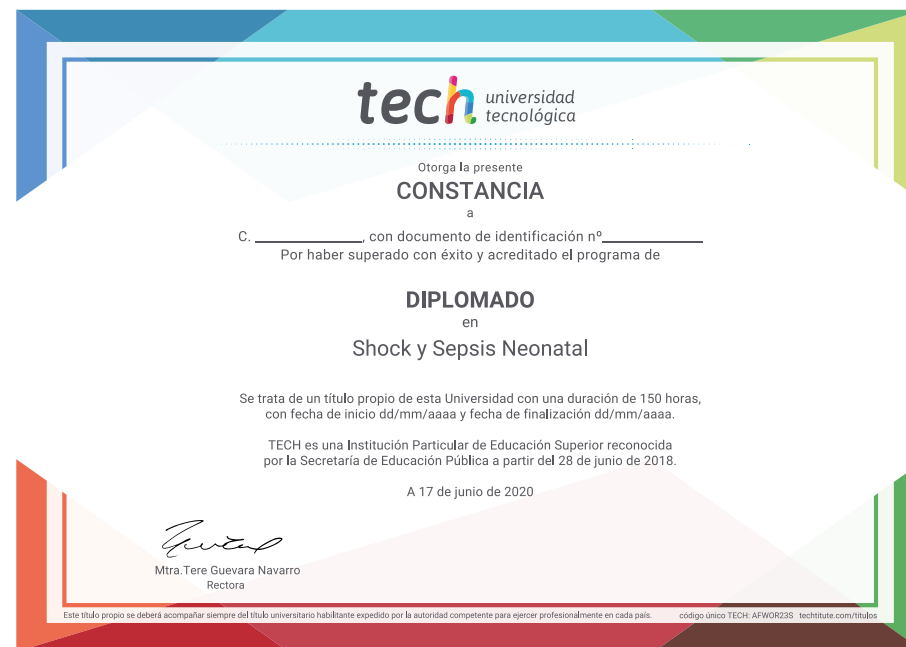 tech universidad
tecnológica
Otorga la presente
CONSTANCIA
a
C. ____________, con documento de identificación nº____________
Por haber superado con éxito y acreditado el programa de
DIPLOMADO
en
Shock y Sepsis Neonatal
Se trata de un título propio de esta Universidad con una duración de 150 horas,
con fecha de inicio dd/mm/aaaa y fecha de finalización dd/mm/aaaa.
TECH es una Institución Particular de Educación Superior reconocida
por la Secretaría de Educación Pública a partir del 28 de junio de 2018.
A 17 de junio de 2020
Mtra.Tere Guevara Navarro
Rectora
Este título propio se deberá acompañar siempre del título universitario habilitante expedido por la autoridad competente para ejercer profesionalmente en cada país. código único TECH: AFWOR23S techtitute.com/titulos